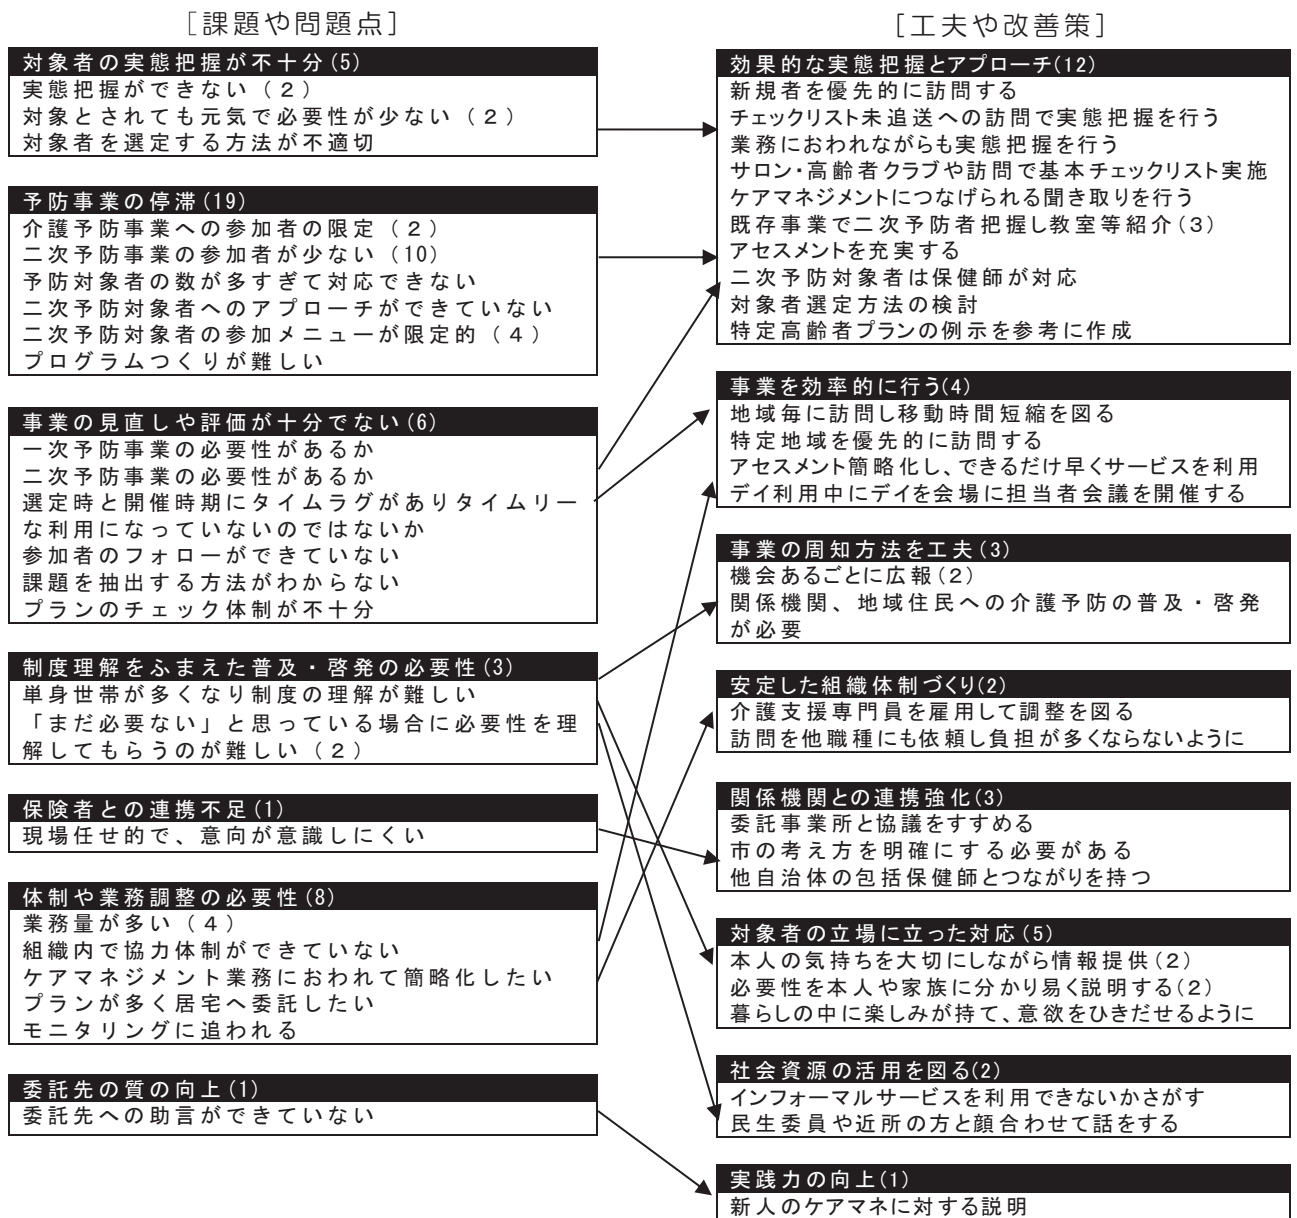 [課題や問題点]
対象者の実態把握が不十分(5)
実態把握ができない（２）
対象とされても元気で必要性が少ない（２）
対象者を選定する方法が不適切
予防事業の停滞(19)
介護予防事業への参加者の限定（２）
二次予防事業の参加者が少ない（10）
予防対象者の数が多すぎて対応できない
二次予防対象者へのアプローチができていない
二次予防対象者の参加メニューが限定的（４）
プログラムつくりが難しい
事業の見直しや評価が十分でない(6)
一次予防事業の必要性があるか
二次予防事業の必要性があるか
選定時と開催時期にタイムラグがありタイムリー
な利用になっていないのではないか
参加者のフォローができていない
課題を抽出する方法がわからない
プランのチェック体制が不十分
制度理解をふまえた普及・啓発の必要性(3)
単身世帯が多くなり制度の理解が難しい
「まだ必要ない」と思っている場合に必要性を理
解してもらうのが難しい（２）
保険者との連携不足(1)
現場任せ的で、意向が意識しにくい
体制や業務調整の必要性(8)
業務量が多い（４）
組織内で協力体制ができていない
ケアマネジメント業務におわれて簡略化したい
プランが多く居宅へ委託したい
モニタリングに追われる
委託先の質の向上(1)
委託先への助言ができていない
[工夫や改善策]
効果的な実態把握とアプローチ(12)
新規者を優先的に訪問する
チェックリスト未追送への訪問で実態把握を行う
業務におわれながらも実態把握を行う
サロン・高齢者クラブや訪問で基本チェックリスト実施
ケアマネジメントにつなげられる聞き取りを行う
既存事業で二次予防者把握し教室等紹介(３)
アセスメントを充実する
二次予防対象者は保健師が対応
対象者選定方法の検討
特定高齢者プランの例示を参考に作成
事業を効率的に行う(4)
地域毎に訪問し移動時間短縮を図る
特定地域を優先的に訪問する
アセスメント簡略化し、できるだけ早くサービスを利用
デイ利用中にデイを会場に担当者会議を開催する
事業の周知方法を工夫(3)
機会あるごとに広報(２)
関係機関、地域住民への介護予防の普及・啓発
が必要
安定した組織体制づくり(2)
介護支援専門員を雇用して調整を図る
訪問を他職種にも依頼し負担が多くならないように
関係機関との連携強化(3)
委託事業所と協議をすすめる
市の考え方を明確にする必要がある
他自治体の包括保健師とつながりを持つ
対象者の立場に立った対応(5)
本人の気持ちを大切にしながら情報提供(２)
必要性を本人や家族に分かり易く説明する(２)
暮らしの中に楽しみが持て、意欲をひきだせるように
社会資源の活用を図る(2)
インフォーマルサービスを利用できないかさがす
民生委員や近所の方と顔合わせて話をする
実践力の向上(1)
新人のケアマネに対する説明